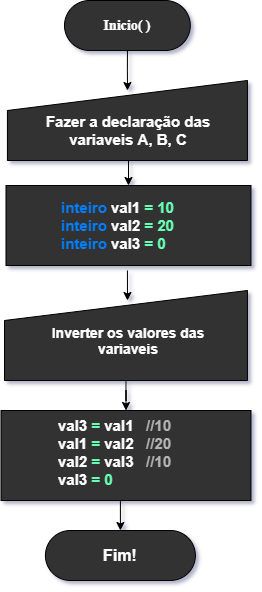 Inicio( )
Fazer a declaração das
variaveis A, B, C
inteiro val1 = 10
inteiro val2 = 20
inteiro val3 = 0
Inverter os valores das
variaveis
val3 = val1 //10
val1 = val2 //20
val2 = val3 //10
val3 = 0
Fim!